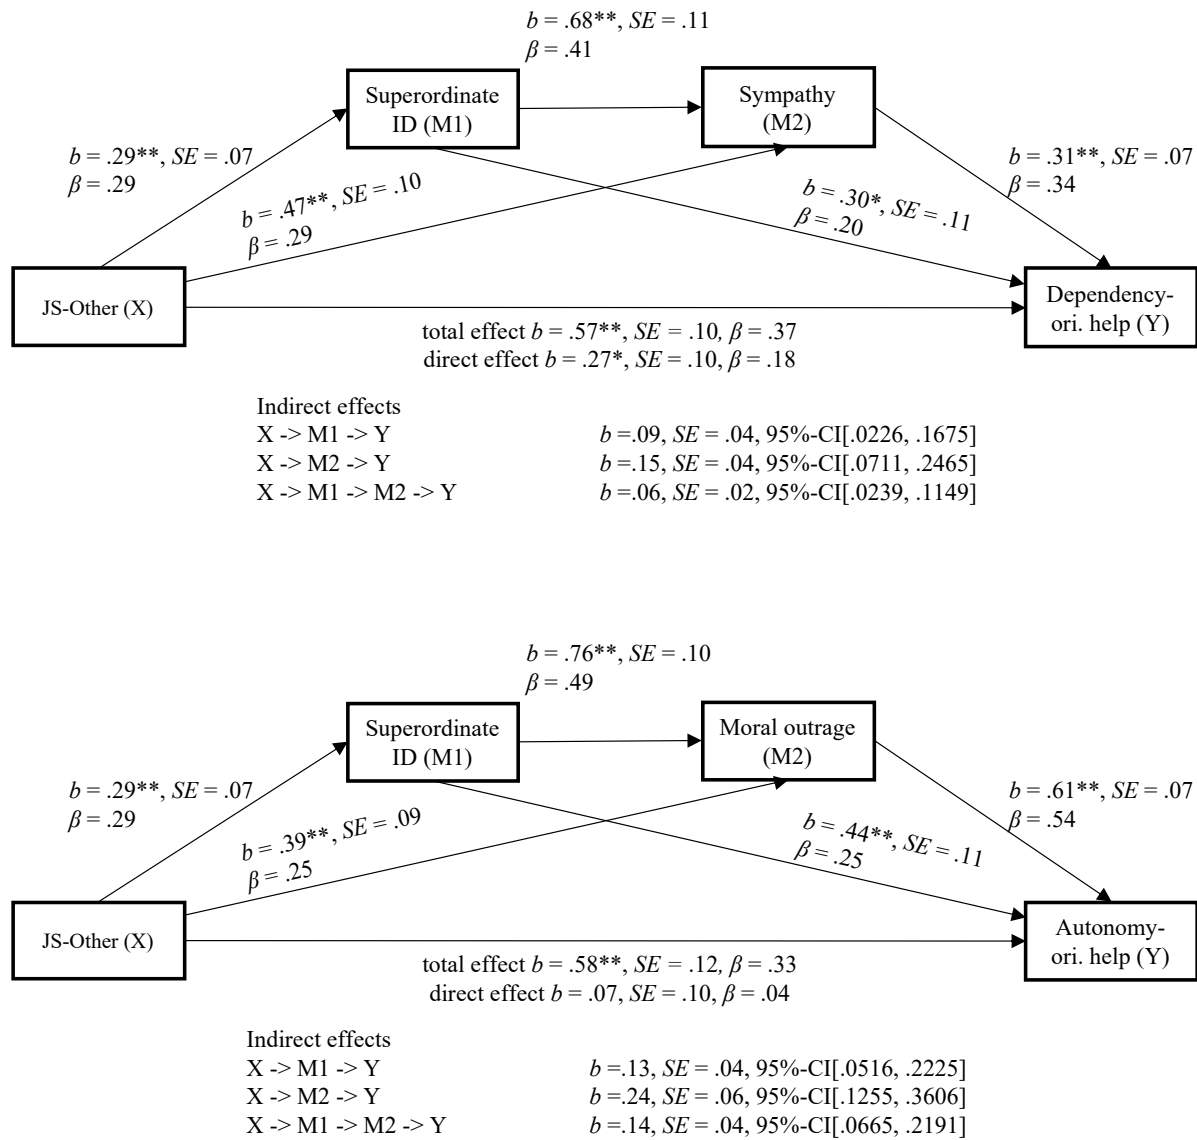 b = .68**, SE = .11
β = .41
Superordinate
ID (M1)
Sympathy
(M2)
b = .29**, SE = .07
β = .29
b = .47**, SE = .10
β = .29
b = .30*, SE = .11
β = .20
b = .31**, SE = .07
β = .34
JS-Other (X)
Dependency-
ori. help (Y)
total effect b = .57**, SE = .10, β = .37
direct effect b = .27*, SE = .10, β = .18
Indirect effects
X -> M1 -> Y b =.09, SE = .04, 95%-CI[.0226, .1675]
X -> M2 -> Y b =.15, SE = .04, 95%-CI[.0711, .2465]
X -> M1 -> M2 -> Y b =.06, SE = .02, 95%-CI[.0239, .1149]
b = .76**, SE = .10
β = .49
Superordinate
ID (M1)
Moral outrage
(M2)
b = .29**, SE = .07
β = .29
b = .39**, SE = .09
β = .25
b = .44**, SE = .11
β = .25
b = .61**, SE = .07
β = .54
JS-Other (X)
Autonomy-
ori. help (Y)
total effect b = .58**, SE = .12, β = .33
direct effect b = .07, SE = .10, β = .04
Indirect effects
X -> M1 -> Y b =.13, SE = .04, 95%-CI[.0516, .2225]
X -> M2 -> Y b =.24, SE = .06, 95%-CI[.1255, .3606]
X -> M1 -> M2 -> Y b =.14, SE = .04, 95%-CI[.0665, .2191]